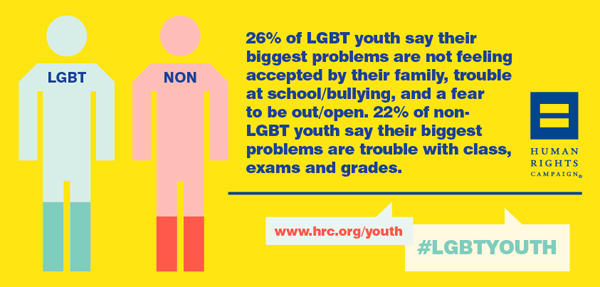 LGBT
NON
26% of LGBT youth say their
biggest problems are not feeling
accepted by their family, trouble
at school/bullying, and a fear
to be out/open. 22% of non-
LGBT youth say their biggest
problems are trouble with class,
exams and grades.
HUMAN
RIGHTS
CAMPAIGN®
www.hrc.org/youth
#LGBTYOUTH